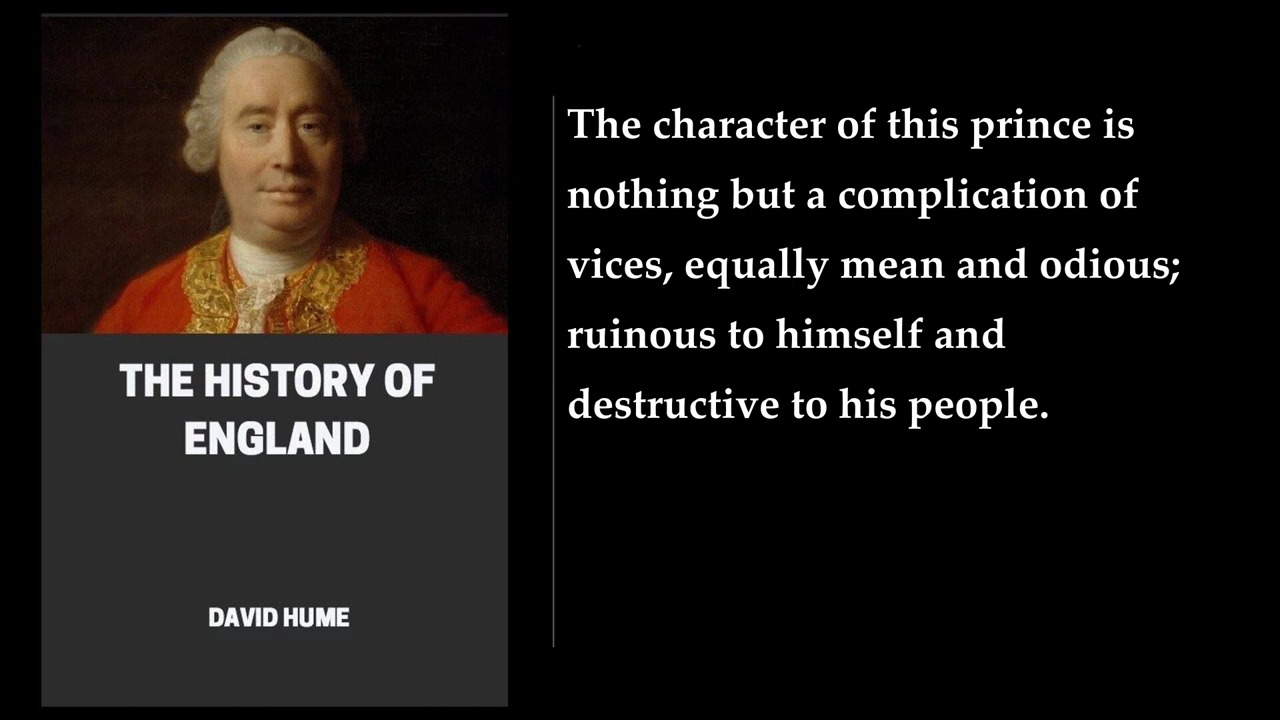 THE HISTORY OF
ENGLAND
DAVID HUME
The character of this prince is
nothing but a complication of
vices, equally mean and odious;
ruinous to himself and
destructive to his people.